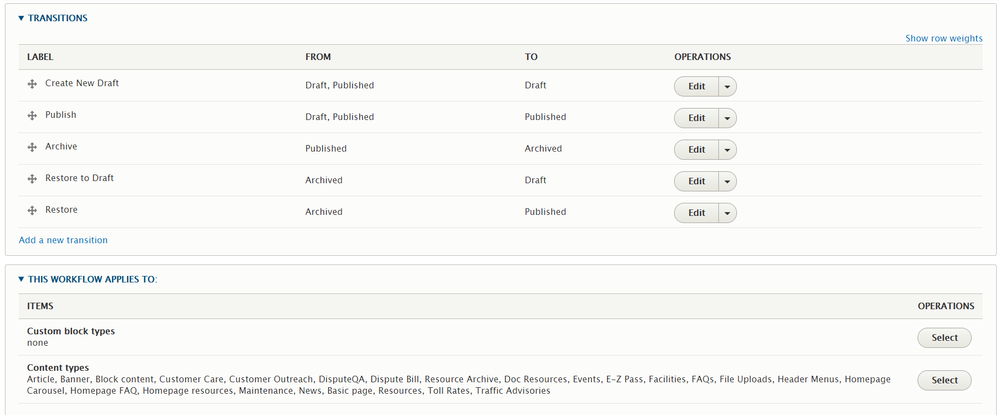 TRANSITIONS
Show row weights
LABEL FROM TO OPERATIONS
Create New Draft Draft, Published Draft Edit
Publish Draft, Published Published Edit
Archive Published Archived Edit
Restore to Draft Archived Draft Edit
Restore Archived Published Edit
Add a new transition
THIS WORKFLOW APPLIES TO:
ITEMS OPERATIONS
Custom block types
none
Select
Content types
Article, Banner, Block content, Customer Care, Customer Outreach, DisputeQA, Dispute Bill, Resource Archive, Doc Resources, Events, E-Z Pass, Facilities, FAQs, File Uploads, Header Menus, Homepage
Carousel, Homepage FAQ, Homepage resources, Maintenance, News, Basic page, Resources, Toll Rates, Traffic Advisories
Select